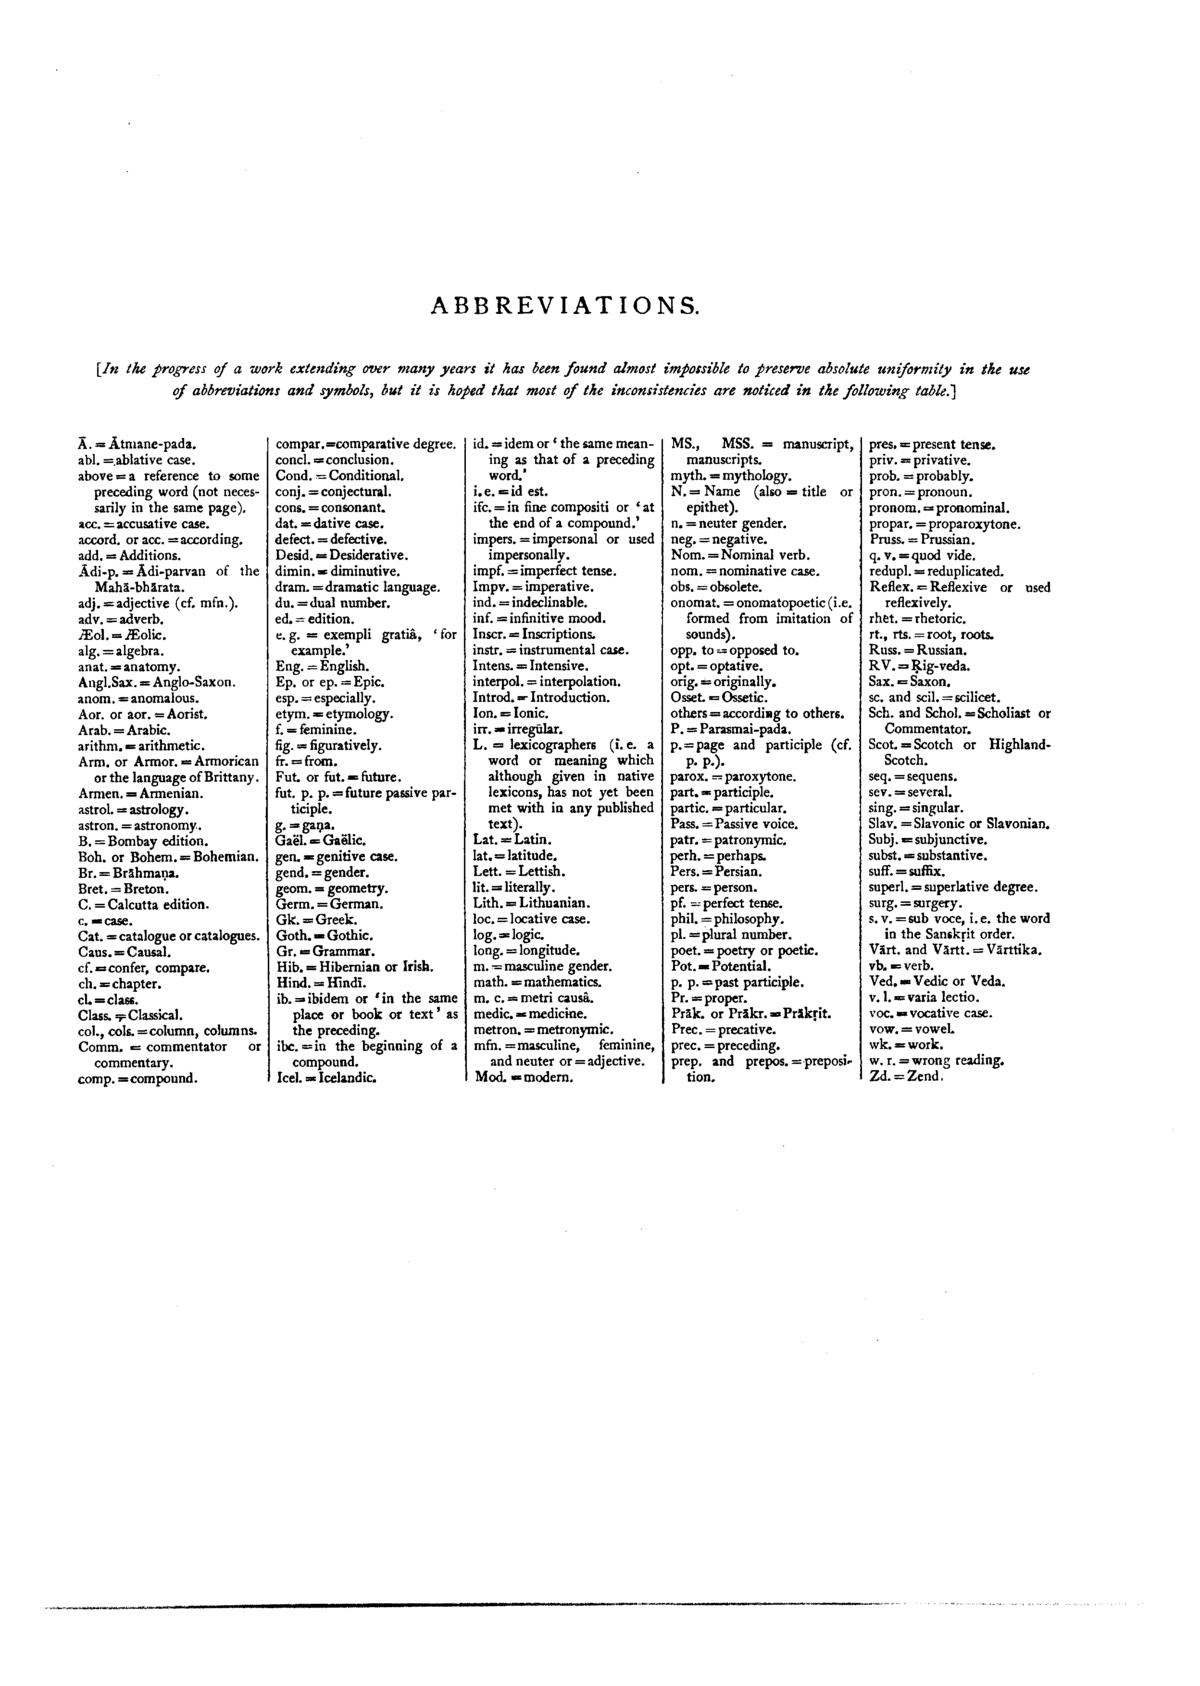 ABBREVIATIONS.
[In the progress of a work extending over many years it has been found almost impossible to preserve absolute uniformity in the use
of abbreviations and symbols, but it is hoped that most of the inconsistencies are noticed in the following table.]
Ā. = Ātmane-pada.
abl. = ablative case.
above = a reference to some
preceding word (not neces-
sarily in the same page).
acc. = accusative case.
accord. or acc. = according.
add. = Additions.
Ādi-p. = Ādi-parvan of the
Mahā-bhārata.
adj. = adjective (cf. mfn.).
adv. = adverb.
Æol. = Æolic.
alg. = algebra.
anat. = anatomy.
Angl.Sax. = Anglo-Saxon.
anom. = anomalous.
Aor. or aor. = Aorist.
Arab. = Arabic.
arithm. = arithmetic.
Arm. or Armor. = Armorican
or the language of Brittany.
Armen. = Armenian.
astrol. = astrology.
astron. = astronomy.
B. = Bombay edition.
Boh. or Bohem. = Bohemian.
Br. = Brāhmaṇa.
Bret. = Breton.
C. = Calcutta edition.
c. = case.
Cat. = catalogue or catalogues.
Caus. = Causal.
cf. = confer, compare.
ch. = chapter.
cl. = class.
Class. = Classical.
col., cols. = column, columns.
Comm. = commentator or
commentary.
comp. = compound.
compar. = comparative degree.
concl. = conclusion.
Cond. = Conditional.
conj. = conjectural.
cons. = consonant.
dat. = dative case.
defect. = defective.
Desid. = Desiderative.
dimin. = diminutive.
dram. = dramatic language.
du. = dual number.
ed. = edition.
e. g. = exempli gratiâ, ‘for
example.’
Eng. = English.
Ep. or ep. = Epic.
esp. = especially.
etym. = etymology.
f. = feminine.
fig. = figuratively.
fr. = from.
Fut. or fut. = future.
fut. p. p. = future passive par-
ticiple.
g. = gaṇa.
Gaël. = Gaëlic.
gen. = genitive case.
gend. = gender.
geom. = geometry.
Germ. = German.
Gk. = Greek.
Goth. = Gothic.
Gr. = Grammar.
Hib. = Hibernian or Irish.
Hind. = Hindī.
ib. = ibidem or ‘in the same
place or book or text’ as
the preceding.
ibc. = in the beginning of a
compound.
Icel. = Icelandic.
id. = idem or ‘the same mean-
ing as that of a preceding
word.’
i. e. = id est.
ifc. = in fine compositi or ‘at
the end of a compound.’
impers. = impersonal or used
impersonally.
impf. = imperfect tense.
Impv. = imperative.
ind. = indeclinable.
inf. = infinitive mood.
Inscr. = Inscriptions.
instr. = instrumental case.
Intens. = Intensive.
interpol. = interpolation.
Introd. = Introduction.
Ion. = Ionic.
irr. = irregular.
L. = lexicographers (i. e. a
word or meaning which
although given in native
lexicons, has not yet been
met with in any published
text).
Lat. = Latin.
lat. = latitude.
Lett. = Lettish.
lit. = literally.
Lith. = Lithuanian.
loc. = locative case.
log. = logic.
long. = longitude.
m. = masculine gender.
math. = mathematics.
m. c. = metri causâ.
medic. = medicine.
metron. = metronymic.
mfn. = masculine, feminine,
and neuter or = adjective.
Mod. = modern.
MS., MSS. = manuscript,
manuscripts.
myth. = mythology.
N. = Name (also = title or
epithet).
n. = neuter gender.
neg. = negative.
Nom. = Nominal verb.
nom. = nominative case.
obs. = obsolete.
onomat. = onomatopoetic (i.e.
formed from imitation of
sounds).
opp. to = opposed to.
opt. = optative.
orig. = originally.
Osset. = Ossetic.
others = according to others.
P. = Parasmai-pada.
p. = page and participle (cf.
p. p.).
parox. = paroxytone.
part. = participle.
partic. = particular.
Pass. = Passive voice.
patr. = patronymic.
perh. = perhaps.
Pers. = Persian.
pers. = person.
pf. = perfect tense.
phil. = philosophy.
pl. = plural number.
poet. = poetry or poetic.
Pot. = Potential.
p. p. = past participle.
Pr. = proper.
Prāk. or Prākr. = Prākṛit.
Prec. = precative.
prec. = preceding.
prep. and prepos. = preposi-
tion.
pres. = present tense.
priv. = privative.
prob. = probably.
pron. = pronoun.
pronom. = pronominal.
propar. = proparoxytone.
Pruss. = Prussian.
q. v. = quod vide.
redupl. = reduplicated.
Reflex. = Reflexive or used
reflexively.
rhet. = rhetoric.
rt., rts. = root, roots.
Russ. = Russian.
RV. = Ṛig-veda.
Sax. = Saxon.
sc. and scil. = scilicet.
Sch. and Schol. = Scholiast or
Commentator.
Scot. = Scotch or Highland-
Scotch.
seq. = sequens.
sev. = several.
sing. = singular.
Slav. = Slavonic or Slavonian.
Subj. = subjunctive.
subst. = substantive.
suff. = suffix.
superl. = superlative degree.
surg. = surgery.
s. v. = sub voce, i. e. the word
in the Sanskṛit order.
Vārt. and Vārtt. = Vārttika.
vb. = verb.
Ved. = Vedic or Veda.
v. l. = varia lectio.
voc. = vocative case.
vow. = vowel.
wk. = work.
w. r. = wrong reading.
Zd. = Zend.